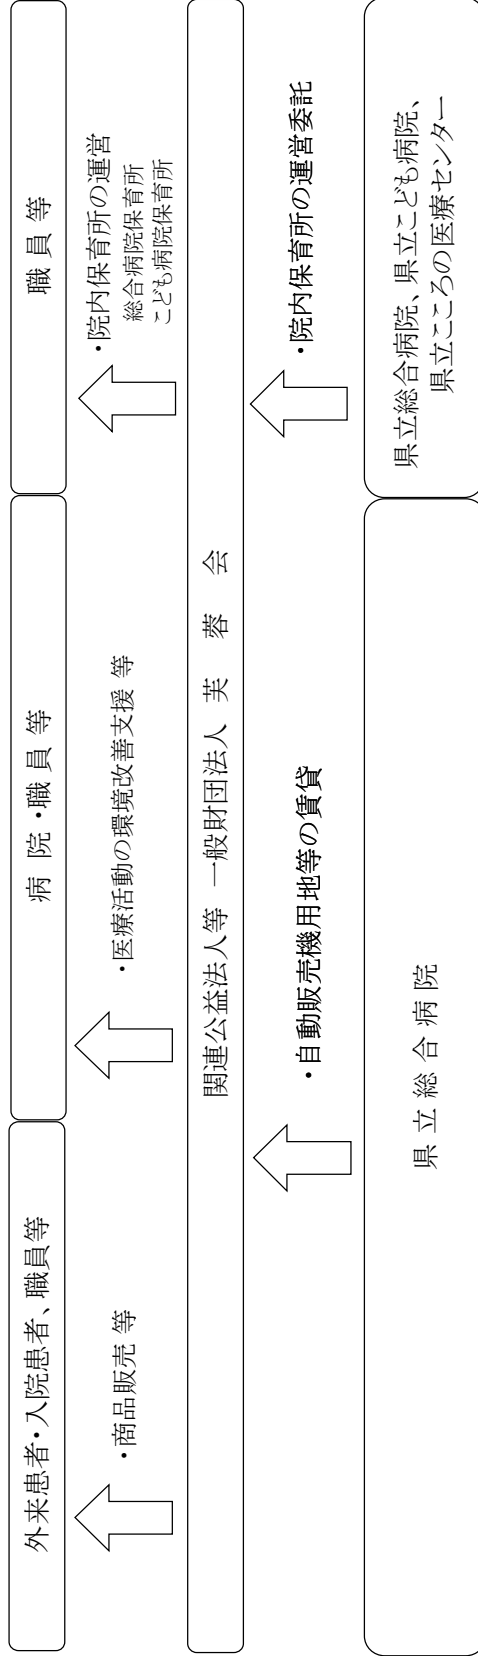 外来患者・入院患者、職員等
病 院 ・職 員 等
職 員 等
・商品販売 等
・医療活動の環境改善支援 等
・院内保育所の運営
総合病院保育所
こども病院保育所
関連公益法人等 一般財団法人 芙 蓉 会
・自動販売機用地等の賃貸
・院内保育所の運営委託
県 立 総 合 病 院
県立総合病院、県立こども病院、
県立こころの医療センター